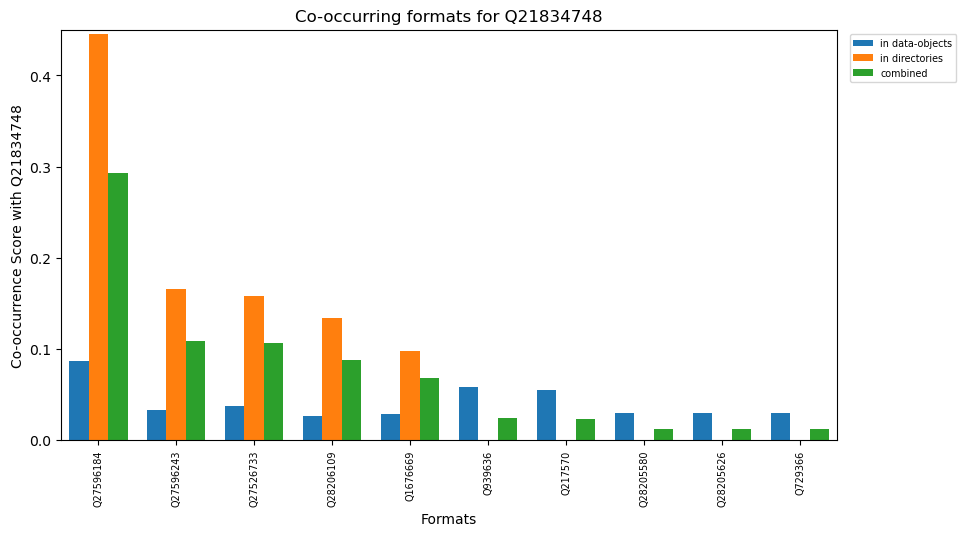 Co-occurring formats for Q21834748
in data-objects
in directories
combined
Co-occurrence Score with Q21834748
0.4
0.3
0.2
0.1
0.0
Q27596184
Q27596243
Q27526733
Q28206109
Q1676669
Q939636
Q217570
Q28205580
Q28205626
Q729366
Formats